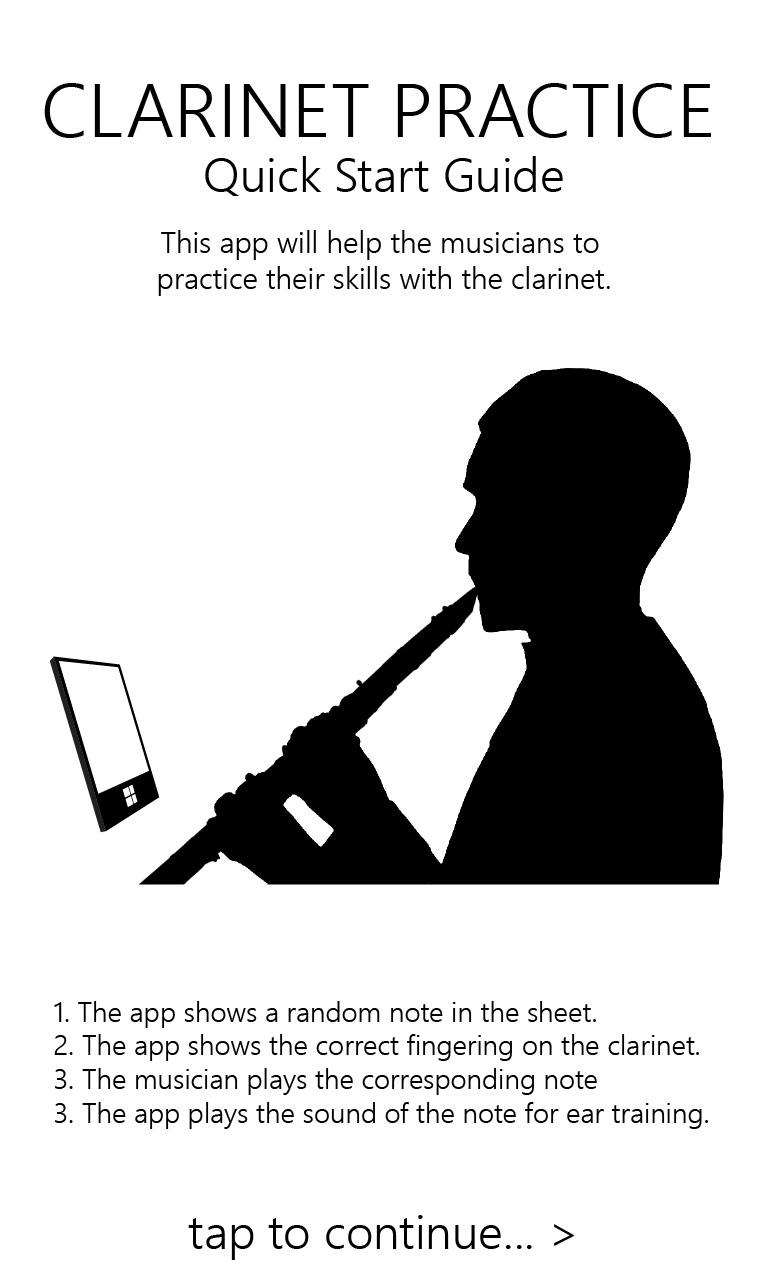 CLARINET PRACTICE
Quick Start Guide
This app will help the musicians to
practice their skills with the clarinet.
1. The app shows a random note in the sheet.
2. The app shows the correct fingering on the clarinet.
3. The musician plays the corresponding note
3. The app plays the sound of the note for ear training.
tap to continue... >